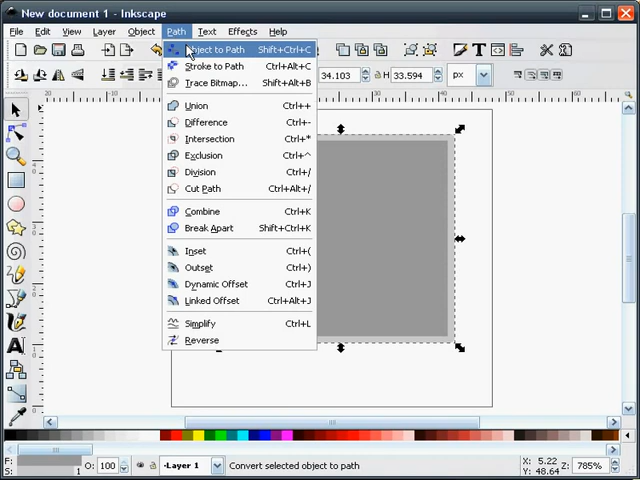 New document 1 - Inkscape
File Edit View Layer Object Path Text Effects Help
Object to Path Shift+Ctrl+C
Stroke to Path Ctrl+Alt+C
34.103 H 33.594 px
Trace Bitmap... Shift+Alt+B
Union Ctrl++
Difference Ctrl+-
Intersection Ctrl+*
Exclusion Ctrl+^
Division Ctrl+/
Cut Path Ctrl+Alt+/
Combine Ctrl+K
Break Apart Shift+Ctrl+K
Inset Ctrl+(
Outset Ctrl+)
Dynamic Offset Ctrl+J
Linked Offset Ctrl+Alt+J
Simplify Ctrl+L
Reverse
F:
S: 1
O: 100
-Layer 1
Convert selected object to path
X: 5.22
Y: 48.64
Z: 785%